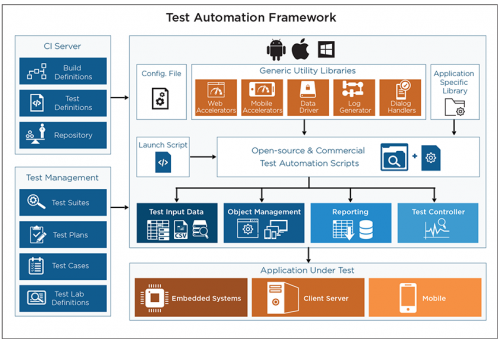 Test Automation Framework
CI Server
Build
Definitions
Test
Definitions
Repository
Test Management
Test Suites
Test Plans
Test Cases
Test Lab
Definitions
Config. File
Generic Utility Libraries
Web
Accelerators
Mobile
Accelerators
Data
Driver
Log
Generator
Dialog
Handlers
Application
Specific
Library
Launch Script
Open-source & Commercial
Test Automation Scripts
Test Input Data
CSV
Object Management
Reporting
Test Controller
Application Under Test
Embedded Systems
Client Server
Mobile